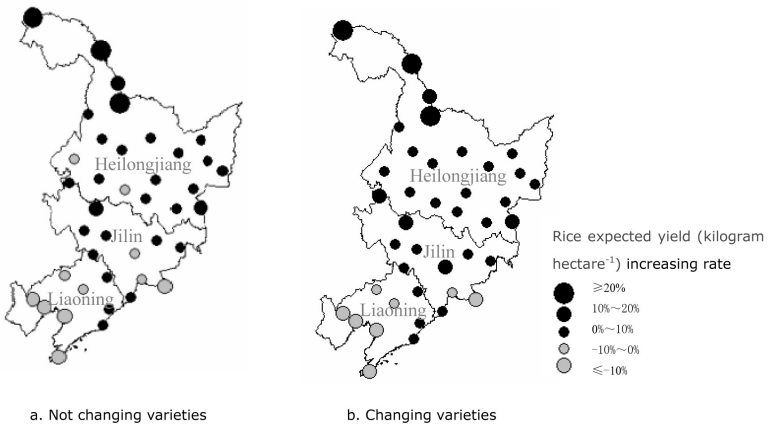 Heilongjiang
Jilin
Liaoning
Heilongjiang
Jilin
Liaoning
Rice expected yield (kilogram
hectare⁻¹) increasing rate
≥20%
10%～20%
0%～10%
-10%～0%
≤-10%
a. Not changing varieties
b. Changing varieties